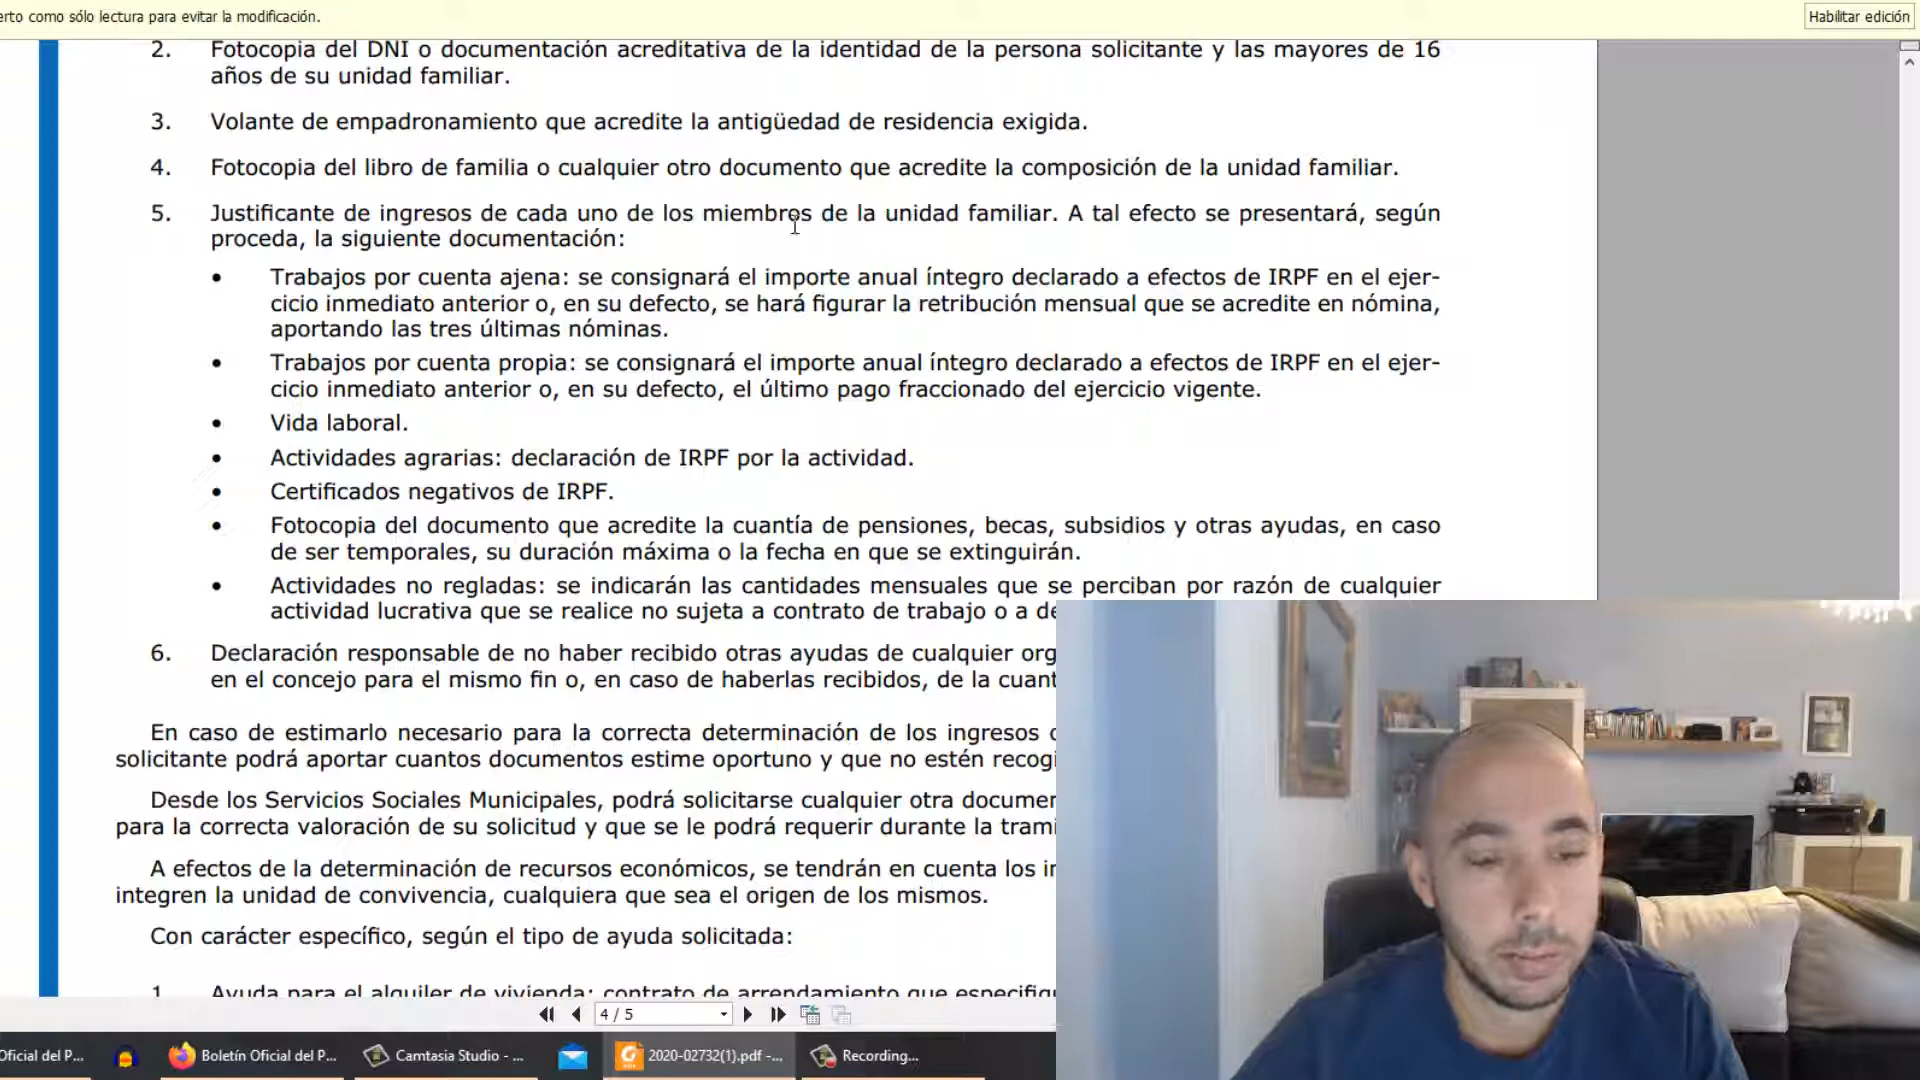 erto como sólo lectura para evitar la modificación.
Habilitar edición
2. Fotocopia del DNI o documentación acreditativa de la identidad de la persona solicitante y las mayores de 16
años de su unidad familiar.
3. Volante de empadronamiento que acredite la antigüedad de residencia exigida.
4. Fotocopia del libro de familia o cualquier otro documento que acredite la composición de la unidad familiar.
5. Justificante de ingresos de cada uno de los miembros de la unidad familiar. A tal efecto se presentará, según
proceda, la siguiente documentación:
• Trabajos por cuenta ajena: se consignará el importe anual íntegro declarado a efectos de IRPF en el ejer-
cicio inmediato anterior o, en su defecto, se hará figurar la retribución mensual que se acredite en nómina,
aportando las tres últimas nóminas.
• Trabajos por cuenta propia: se consignará el importe anual íntegro declarado a efectos de IRPF en el ejer-
cicio inmediato anterior o, en su defecto, el último pago fraccionado del ejercicio vigente.
• Vida laboral.
• Actividades agrarias: declaración de IRPF por la actividad.
• Certificados negativos de IRPF.
• Fotocopia del documento que acredite la cuantía de pensiones, becas, subsidios y otras ayudas, en caso
de ser temporales, su duración máxima o la fecha en que se extinguirán.
• Actividades no regladas: se indicarán las cantidades mensuales que se perciban por razón de cualquier
actividad lucrativa que se realice no sujeta a contrato de trabajo o a de
6. Declaración responsable de no haber recibido otras ayudas de cualquier org
en el concejo para el mismo fin o, en caso de haberlas recibidos, de la cuant
En caso de estimarlo necesario para la correcta determinación de los ingresos
solicitante podrá aportar cuantos documentos estime oportuno y que no estén recogi
Desde los Servicios Sociales Municipales, podrá solicitarse cualquier otra documen
para la correcta valoración de su solicitud y que se le podrá requerir durante la trami
A efectos de la determinación de recursos económicos, se tendrán en cuenta los in
integren la unidad de convivencia, cualquiera que sea el origen de los mismos.
Con carácter específico, según el tipo de ayuda solicitada:
1 Ayuda para el alquiler de vivienda: contrato de arrendamiento que especifiqu
4 / 5
Oficial del P...
Boletín Oficial del P...
Camtasia Studio - ...
2020-02732(1).pdf -...
Recording...